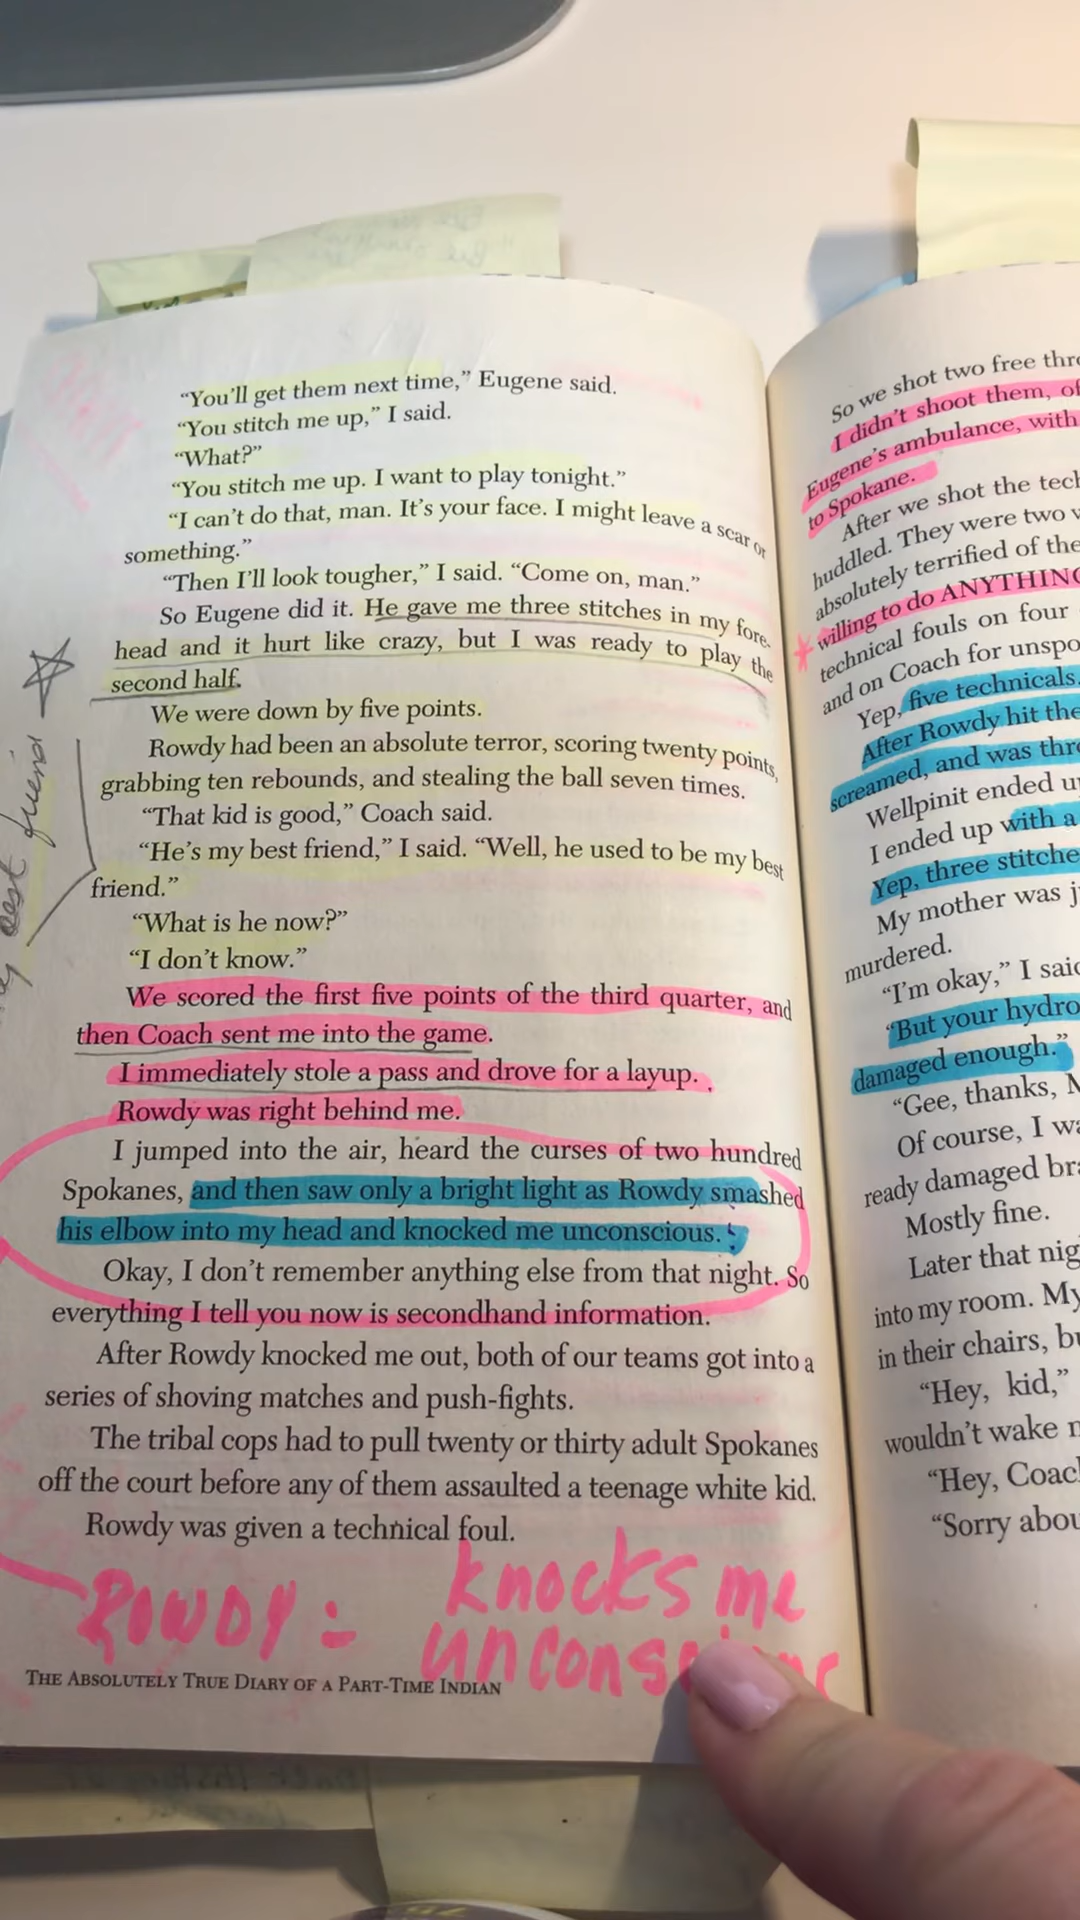 “You’ll get them next time,” Eugene said.
“You stitch me up,” I said.
“What?”
“You stitch me up. I want to play tonight.”
“I can’t do that, man. It’s your face. I might leave a scar or
something.”
“Then I’ll look tougher,” I said. “Come on, man.”
So Eugene did it. He gave me three stitches in my fore-
head and it hurt like crazy, but I was ready to play the
second half.
We were down by five points.
Rowdy had been an absolute terror, scoring twenty points,
grabbing ten rebounds, and stealing the ball seven times.
“That kid is good,” Coach said.
“He’s my best friend,” I said. “Well, he used to be my best
friend.”
“What is he now?”
“I don’t know.”
We scored the first five points of the third quarter, and
then Coach sent me into the game.
I immediately stole a pass and drove for a layup.
Rowdy was right behind me.
I jumped into the air, heard the curses of two hundred
Spokanes, and then saw only a bright light as Rowdy smashed
his elbow into my head and knocked me unconscious.
Okay, I don’t remember anything else from that night. So
everything I tell you now is secondhand information.
After Rowdy knocked me out, both of our teams got into a
series of shoving matches and push-fights.
The tribal cops had to pull twenty or thirty adult Spokanes
off the court before any of them assaulted a teenage white kid.
Rowdy was given a technical foul.
knocks me
ROWDY =
THE ABSOLUTELY TRUE DIARY OF A PART-TIME INDIAN
best friend
So we shot two free
I didn’t shoot them,
Eugene’s ambulance, with
to Spokane.
After we shot the
huddled. They were two
absolutely terrified of the
willing to do ANYTHING
technical fouls on four
and on Coach for
Yep, five technicals.
After Rowdy hit the
screamed, and was
Wellpinit ended
I ended up with a
Yep, three
My mother was
murdered.
“I’m okay,” I
“But your
damaged enough.”
“Gee, thanks,
Of course, I
ready damaged
Mostly fine.
Later that
into my room. My
in their chairs,
“Hey, kid,”
wouldn’t wake
“Hey,
“Sorry